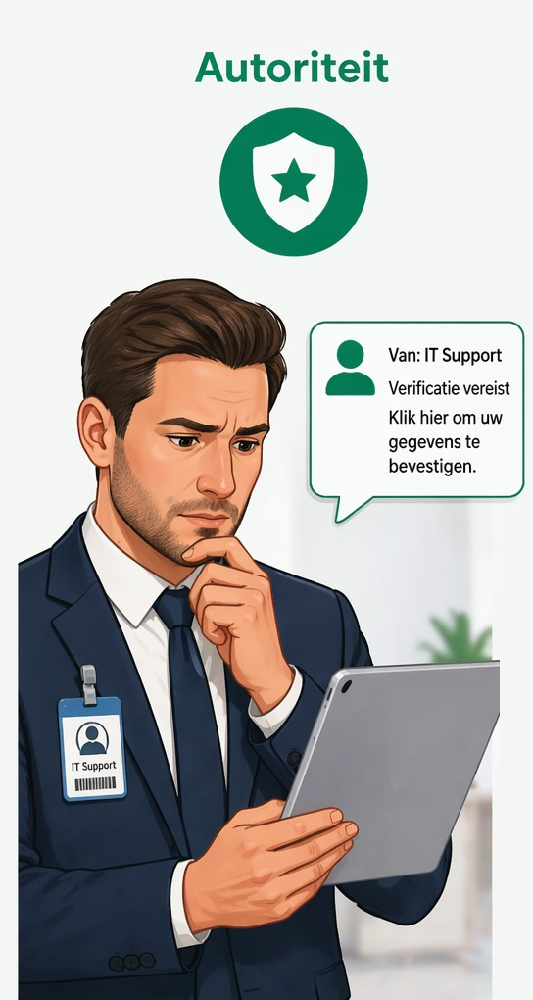 Autoriteit
Van: IT Support
Verificatie vereist
Klik hier om uw
gegevens te
bevestigen.
IT Support